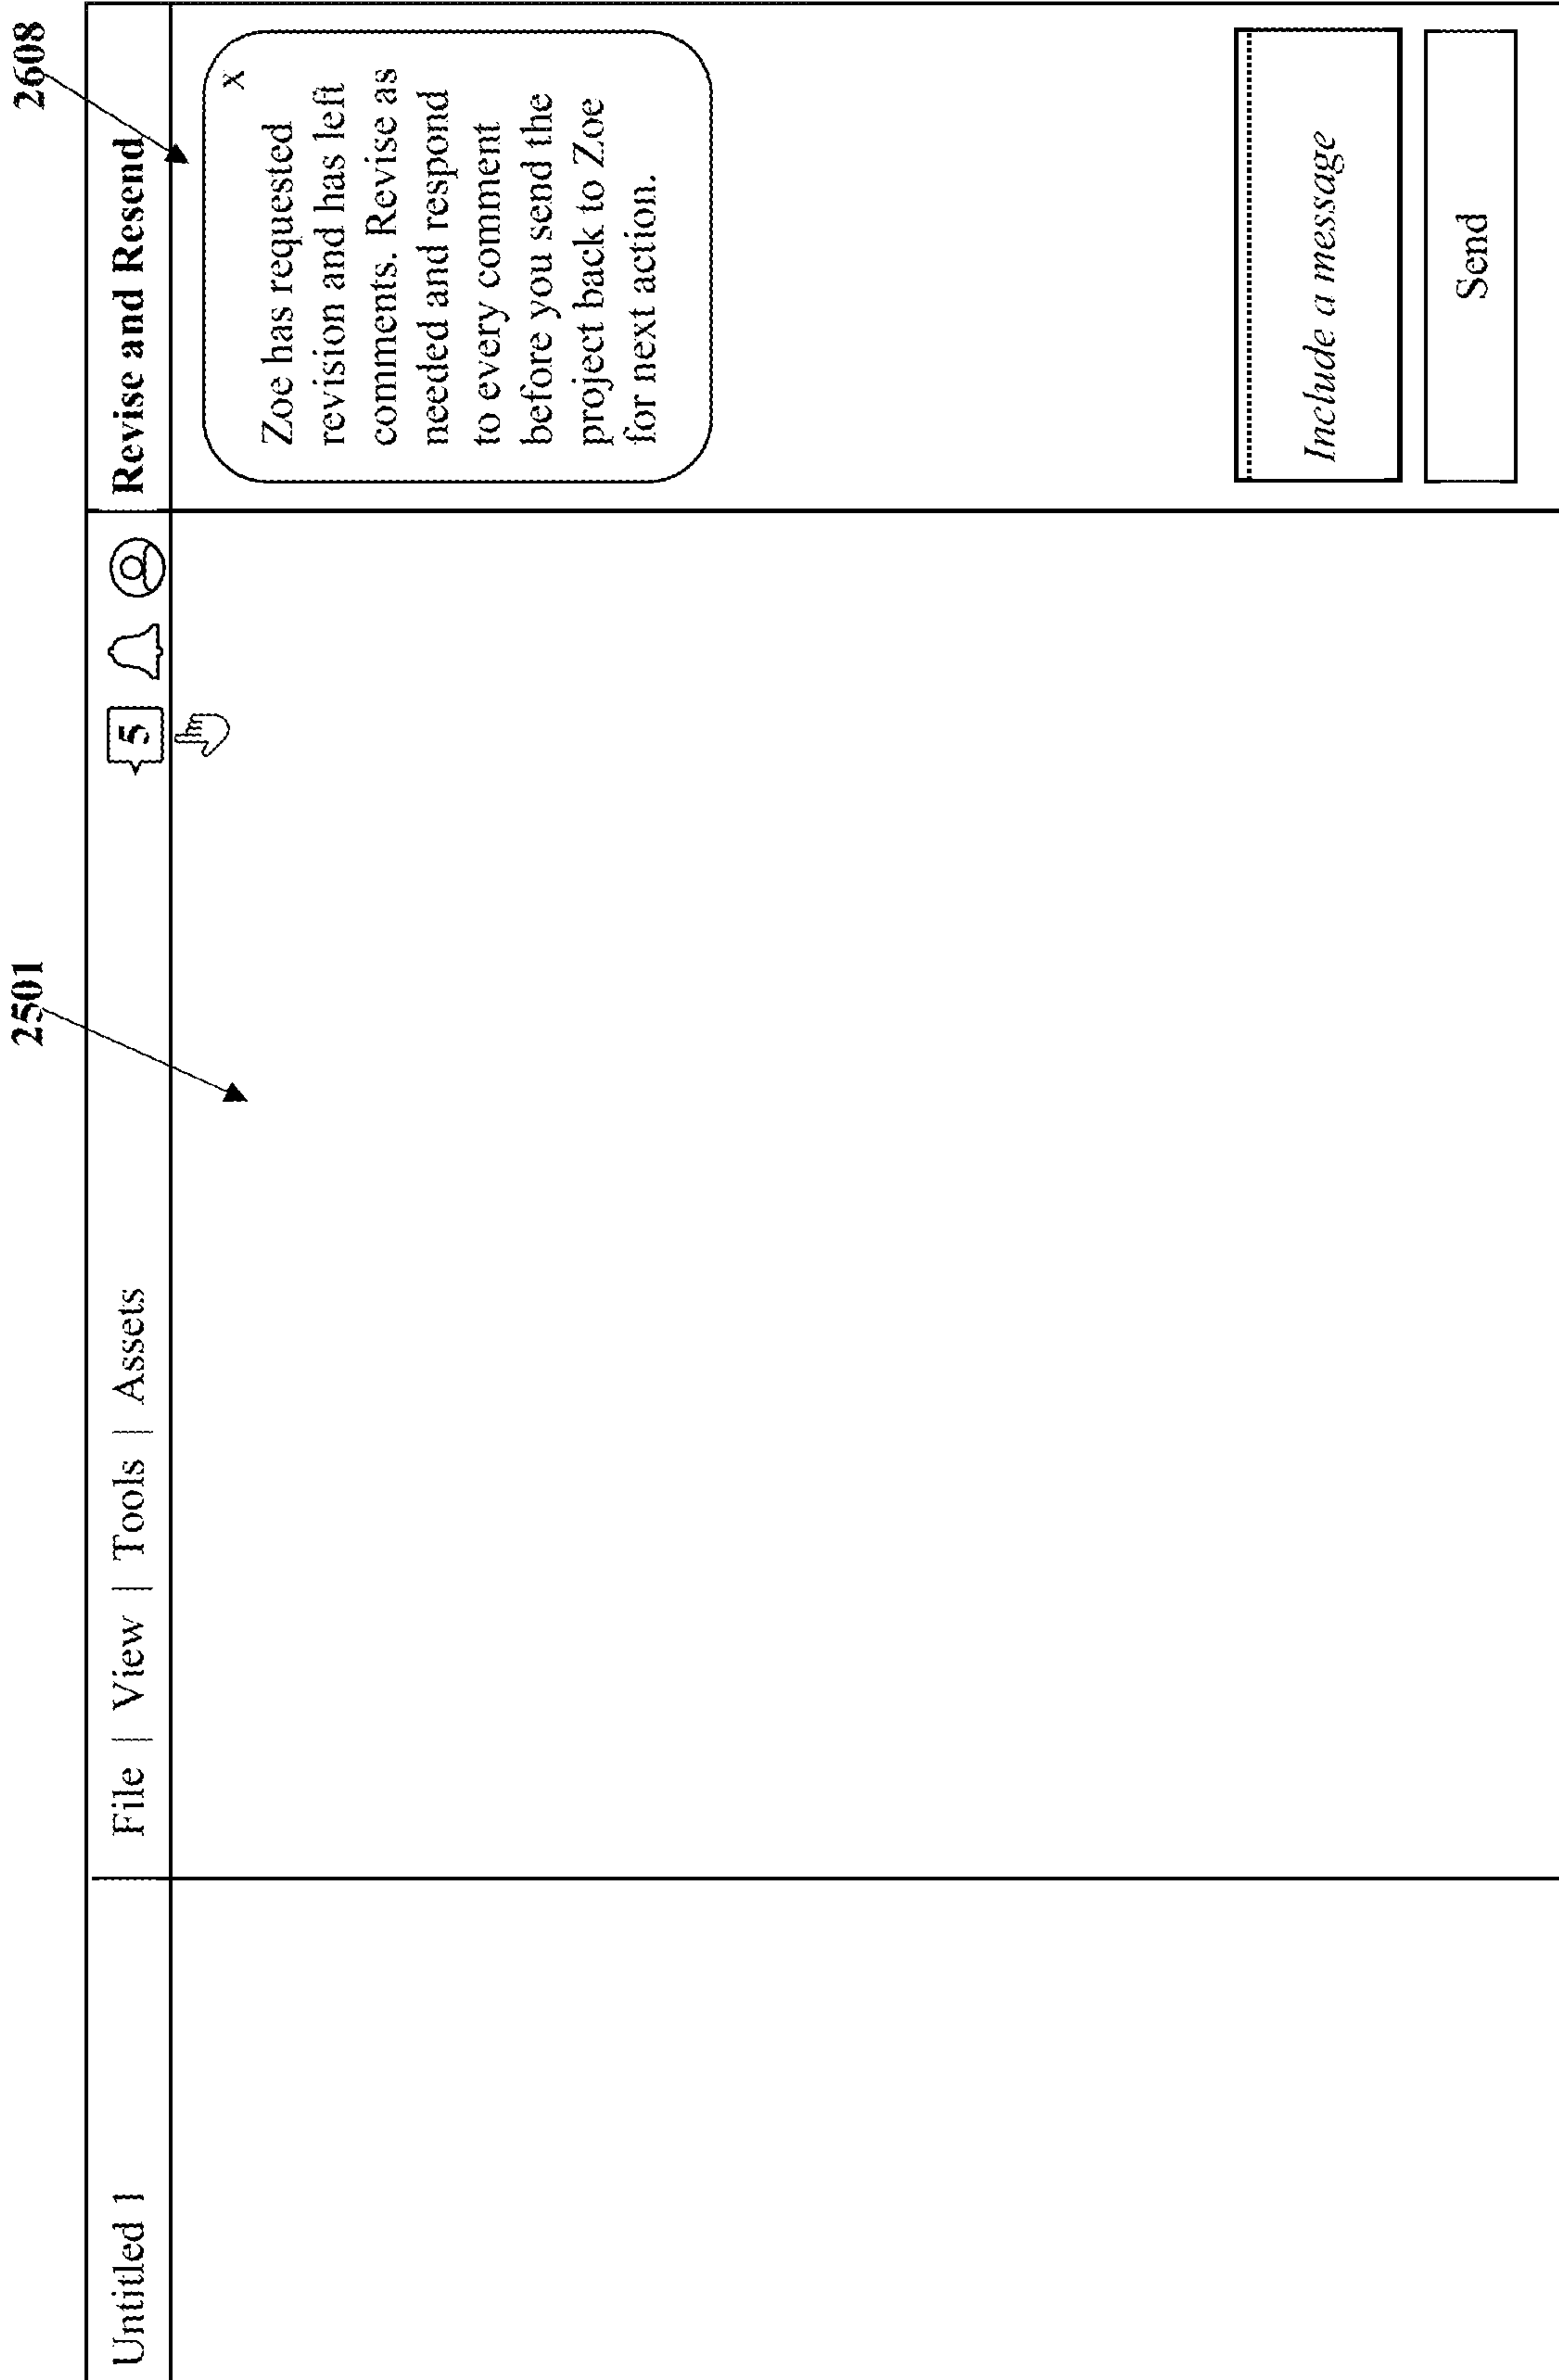 2501
2608
Untitled 1
File | View | Tools | Assets
5
Revise and Resend
x
Zoe has requested
revision and has left
comments. Revise as
needed and respond
to every comment
before you send the
project back to Zoe
for next action.
Include a message
Send